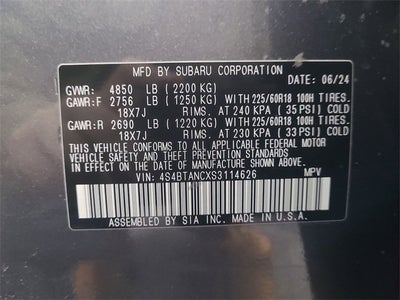 MFD BY SUBARU CORPORATION
DATE: 06/24
GVWR: 4850 LB (2200 KG)
GAWR:F 2756 LB (1250 KG) WITH 225/60R18 100H TIRES.
18X7J RIMS. AT 240 KPA (35 PSI) COLD
GAWR:R 2690 LB (1220 KG) WITH 225/60R18 100H TIRES.
18X7J RIMS. AT 230 KPA (33 PSI) COLD
THIS VEHICLE CONFORMS TO ALL APPLICABLE FEDERAL MOTOR
VEHICLE SAFETY, BUMPER, AND THEFT PREVENTION STANDARDS
IN EFFECT ON THE DATE OF MANUFACTURE SHOWN ABOVE.
VIN: 4S4BTANCXS3114626 MPV
ASSEMBLED BY SIA INC. MADE IN U.S.A.